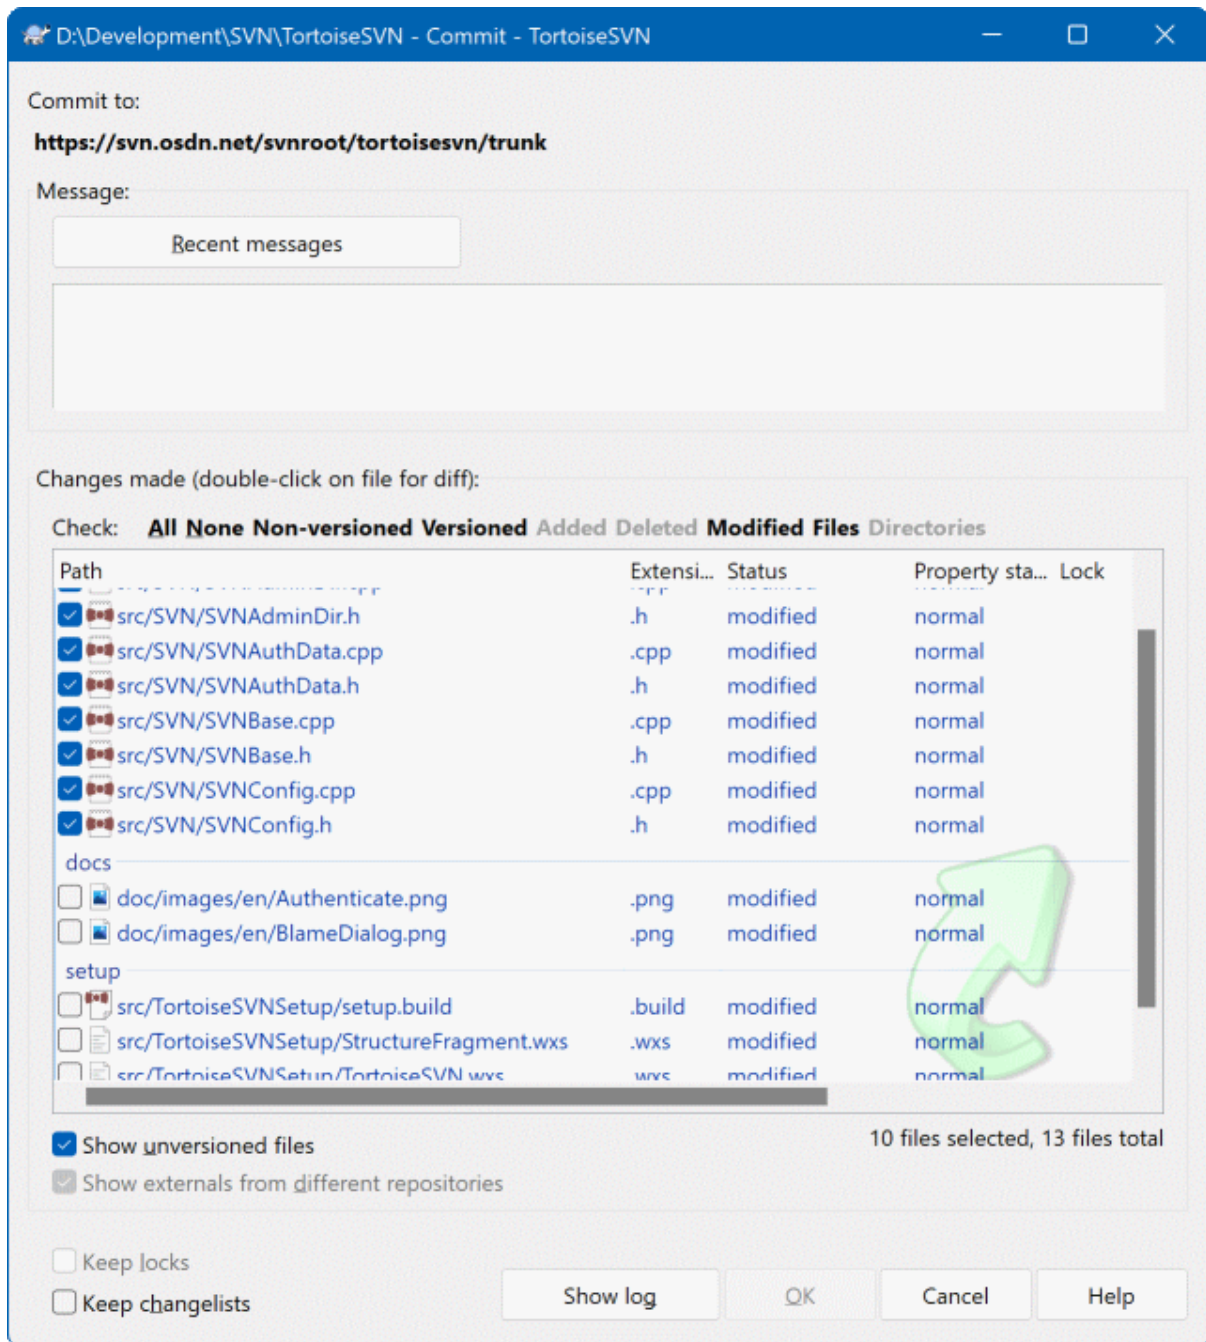 D:\Development\SVN\TortoiseSVN - Commit - TortoiseSVN
Commit to:
https://svn.osdn.net/svnroot/tortoisesvn/trunk
Message:
Recent messages
Changes made (double-click on file for diff):
Check: All None Non-versioned Versioned Added Deleted Modified Files Directories
Path Extensi... Status Property sta... Lock
src/SVN/SVNAdminDir.h .h modified normal
src/SVN/SVNAuthData.cpp .cpp modified normal
src/SVN/SVNAuthData.h .h modified normal
src/SVN/SVNBase.cpp .cpp modified normal
src/SVN/SVNBase.h .h modified normal
src/SVN/SVNConfig.cpp .cpp modified normal
src/SVN/SVNConfig.h .h modified normal
docs
doc/images/en/Authenticate.png .png modified normal
doc/images/en/BlameDialog.png .png modified normal
setup
src/TortoiseSVNSetup/setup.build .build modified normal
src/TortoiseSVNSetup/StructureFragment.wxs .wxs modified normal
src/TortoiseSVNSetup/TortoiseSVN.wxs .wxs modified normal
Show unversioned files
10 files selected, 13 files total
Show externals from different repositories
Keep locks
Keep changelists
Show log OK Cancel Help